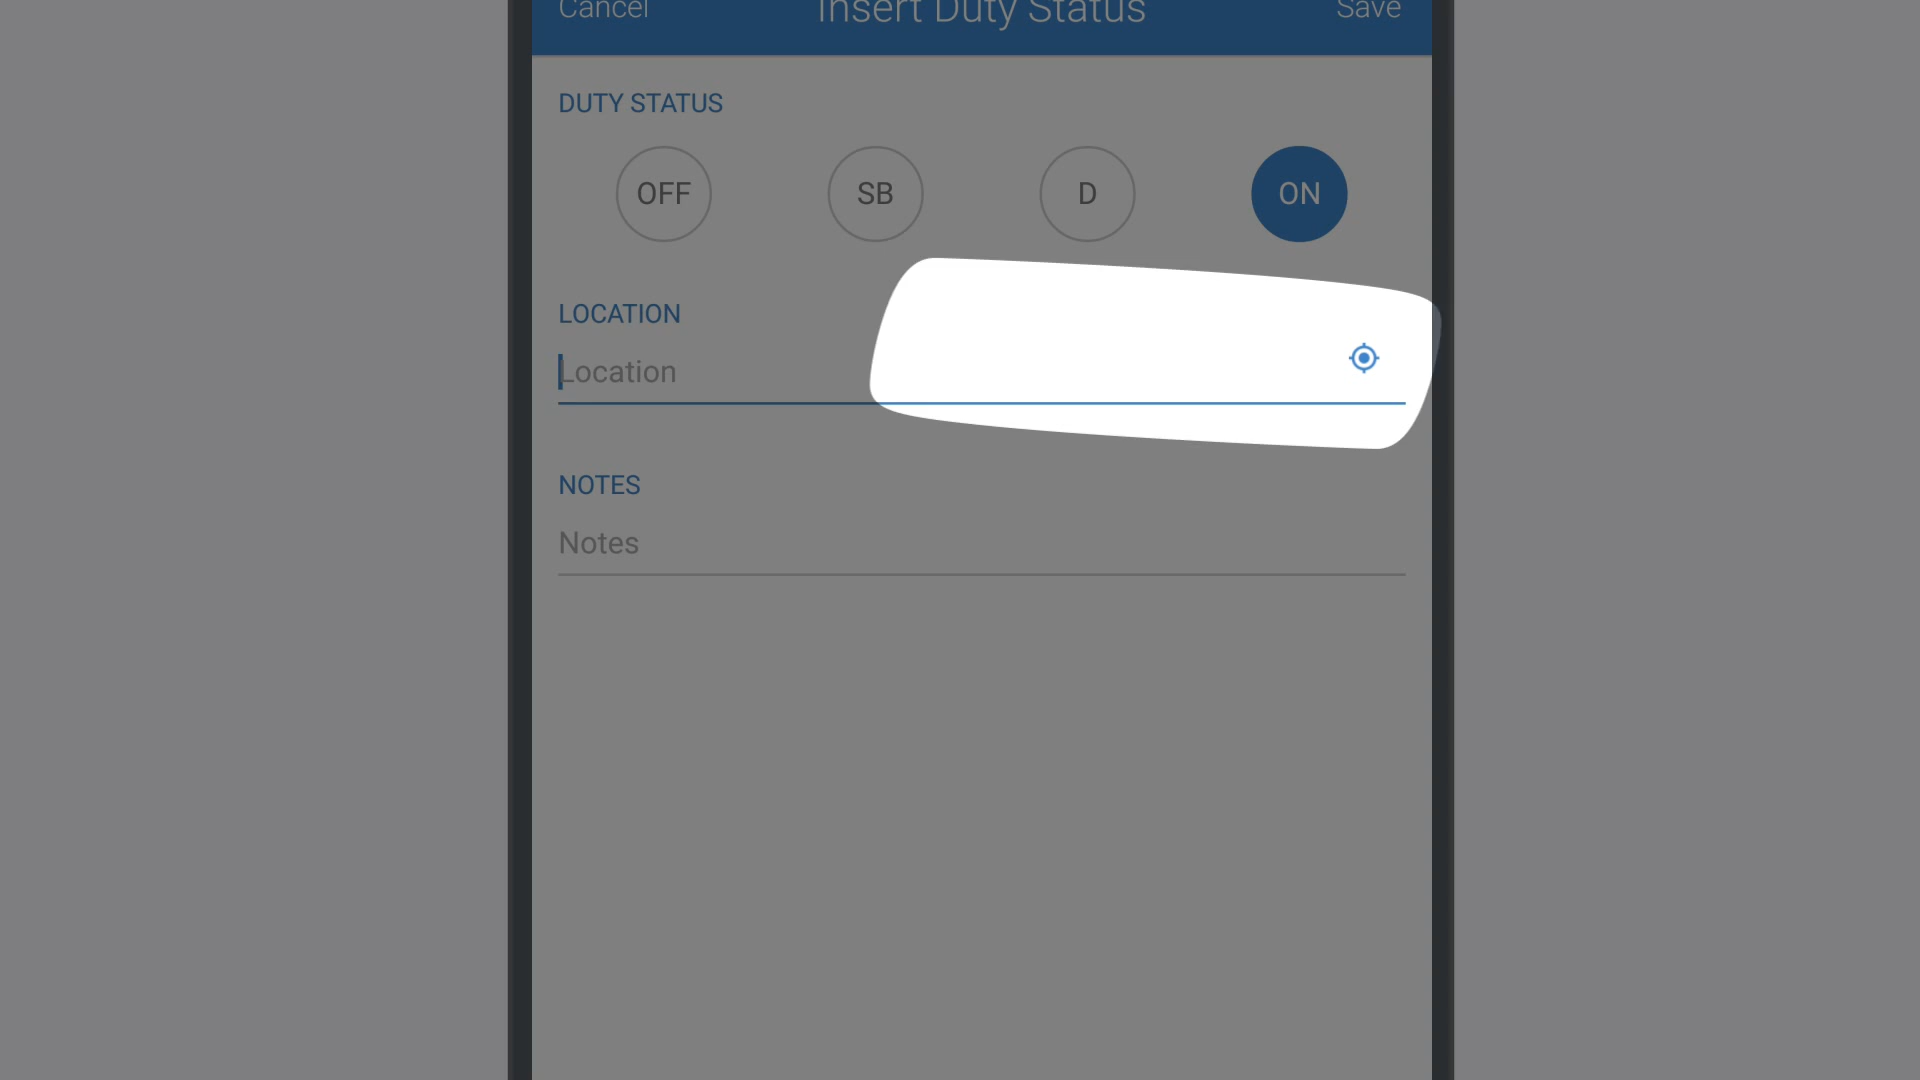 Cancel Insert Duty Status Save
DUTY STATUS
OFF SB D ON
LOCATION
Location
NOTES
Notes